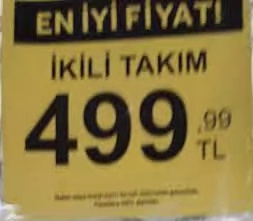 EN İYİ FİYATI
İKİLİ TAKIM
499,99
TL